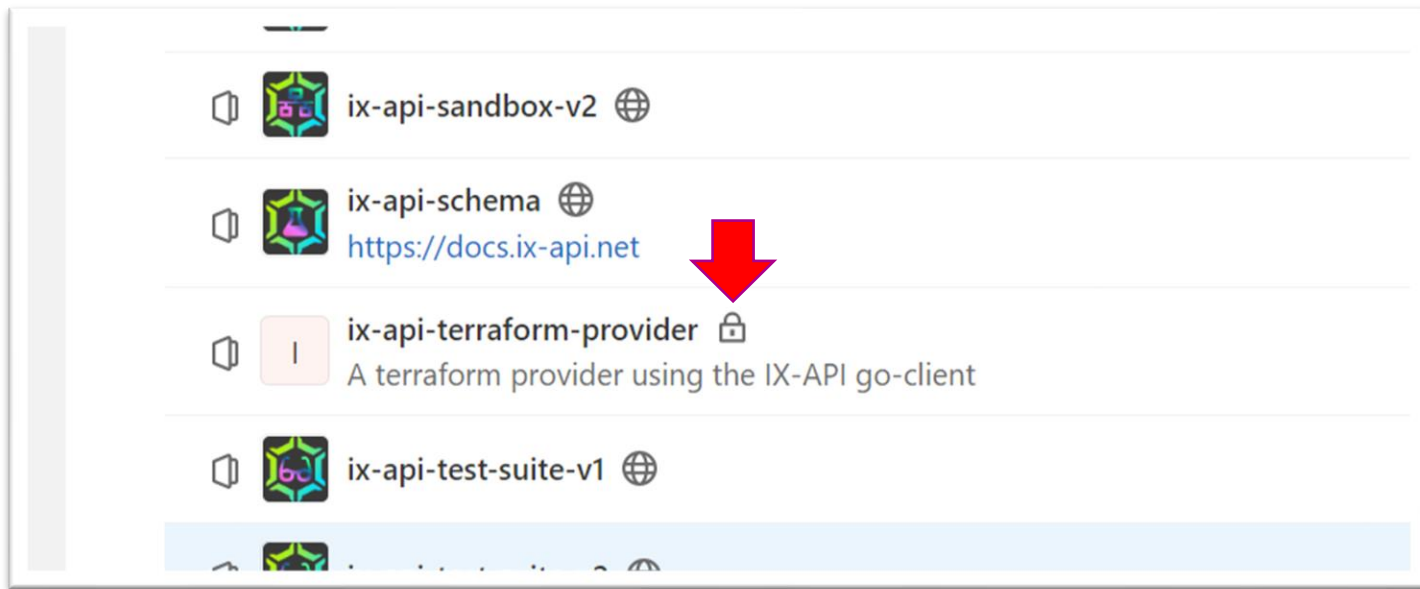 ix-api-sandbox-v2
ix-api-schema
https://docs.ix-api.net
I
ix-api-terraform-provider
A terraform provider using the IX-API go-client
ix-api-test-suite-v1